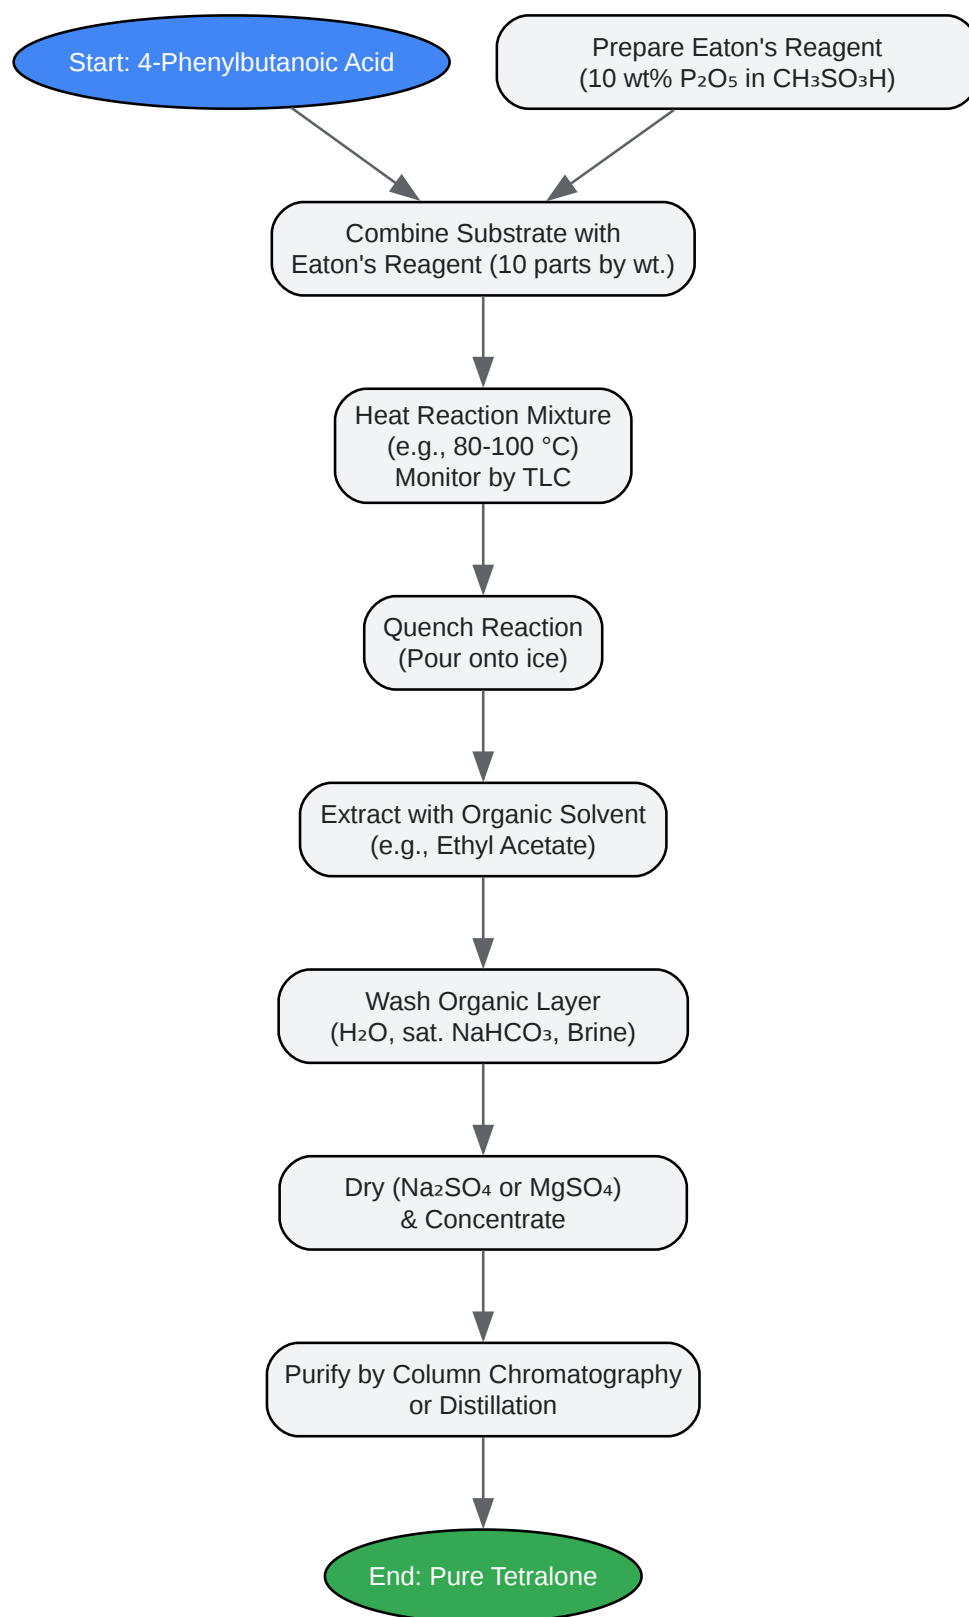 Start: 4-Phenylbutanoic Acid
Prepare Eaton's Reagent
(10 wt% P₂O₅ in CH₃SO₃H)
Combine Substrate with
Eaton's Reagent (10 parts by wt.)
Heat Reaction Mixture
(e.g., 80-100 °C)
Monitor by TLC
Quench Reaction
(Pour onto ice)
Extract with Organic Solvent
(e.g., Ethyl Acetate)
Wash Organic Layer
(H₂O, sat. NaHCO₃, Brine)
Dry (Na₂SO₄ or MgSO₄)
& Concentrate
Purify by Column Chromatography
or Distillation
End: Pure Tetralone